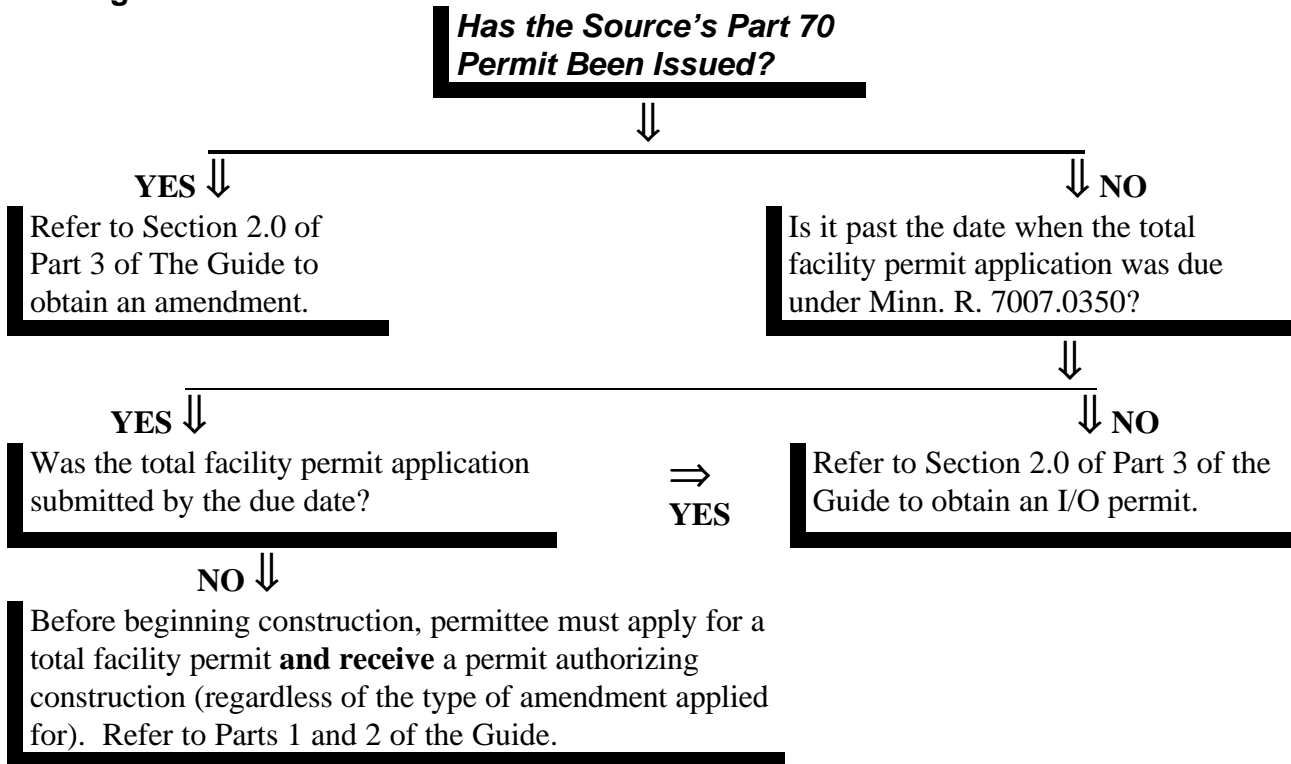 Has the Source’s Part 70
Permit Been Issued?
⇓
YES ⇓
⇓ NO
Refer to Section 2.0 of
Part 3 of The Guide to
obtain an amendment.
Is it past the date when the total
facility permit application was due
under Minn. R. 7007.0350?
⇓
YES ⇓
⇓ NO
Was the total facility permit application
submitted by the due date?
⇒
YES
Refer to Section 2.0 of Part 3 of the
Guide to obtain an I/O permit.
NO ⇓
Before beginning construction, permittee must apply for a
total facility permit and receive a permit authorizing
construction (regardless of the type of amendment applied
for). Refer to Parts 1 and 2 of the Guide.